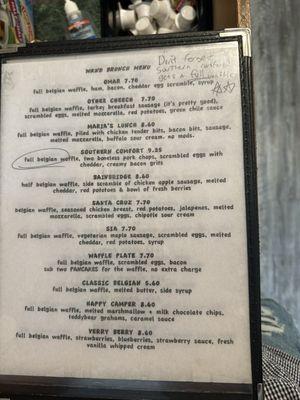 Don't forget
southern comfort
gets a full waffle
WKND BRUNCH MENU
OMAR 7.70
full belgian waffle, ham, bacon, cheddar egg scramble, syrup
OTHER CHEECH 7.70
full belgian waffle, turkey breakfast sausage (it's pretty good),
scrambled eggs, melted mozzarella, red potatoes, green chile sauce
MARIA'S LUNCH 8.60
full belgian waffle, piled with chicken tender bits, bacon bits, sausage,
melted mozzarella, buffalo sour cream. no mods.
SOUTHERN COMFORT 9.25
full belgian waffle, two boneless pork chops, scrambled eggs with
cheddar, creamy bacon grits
BAINBRIDGE 8.60
half belgian waffle, side scramble of chicken apple sausage, melted
cheddar, red potatoes & bowl of fresh berries
SANTA CRUZ 7.70
belgian waffle, seasoned chicken breast, red potatoes, jalapenos, melted
mozzarella, scrambled eggs, chipotle sour cream
SIA 7.70
full belgian waffle, vegetarian maple sausage, scrambled eggs, melted
cheddar, red potatoes, syrup
WAFFLE PLATE 7.70
full belgian waffle, scrambled eggs, bacon
sub two PANCAKES for the waffle, no extra charge
CLASSIC BELGIAN 5.60
full belgian waffle, melted butter, side syrup
HAPPY CAMPER 8.60
full belgian waffle, melted marshmallow + milk chocolate chips,
teddybear grahams, caramel sauce
VERRY BERRY 8.60
full belgian waffle, strawberries, blueberries, strawberry sauce, fresh
vanilla whipped cream